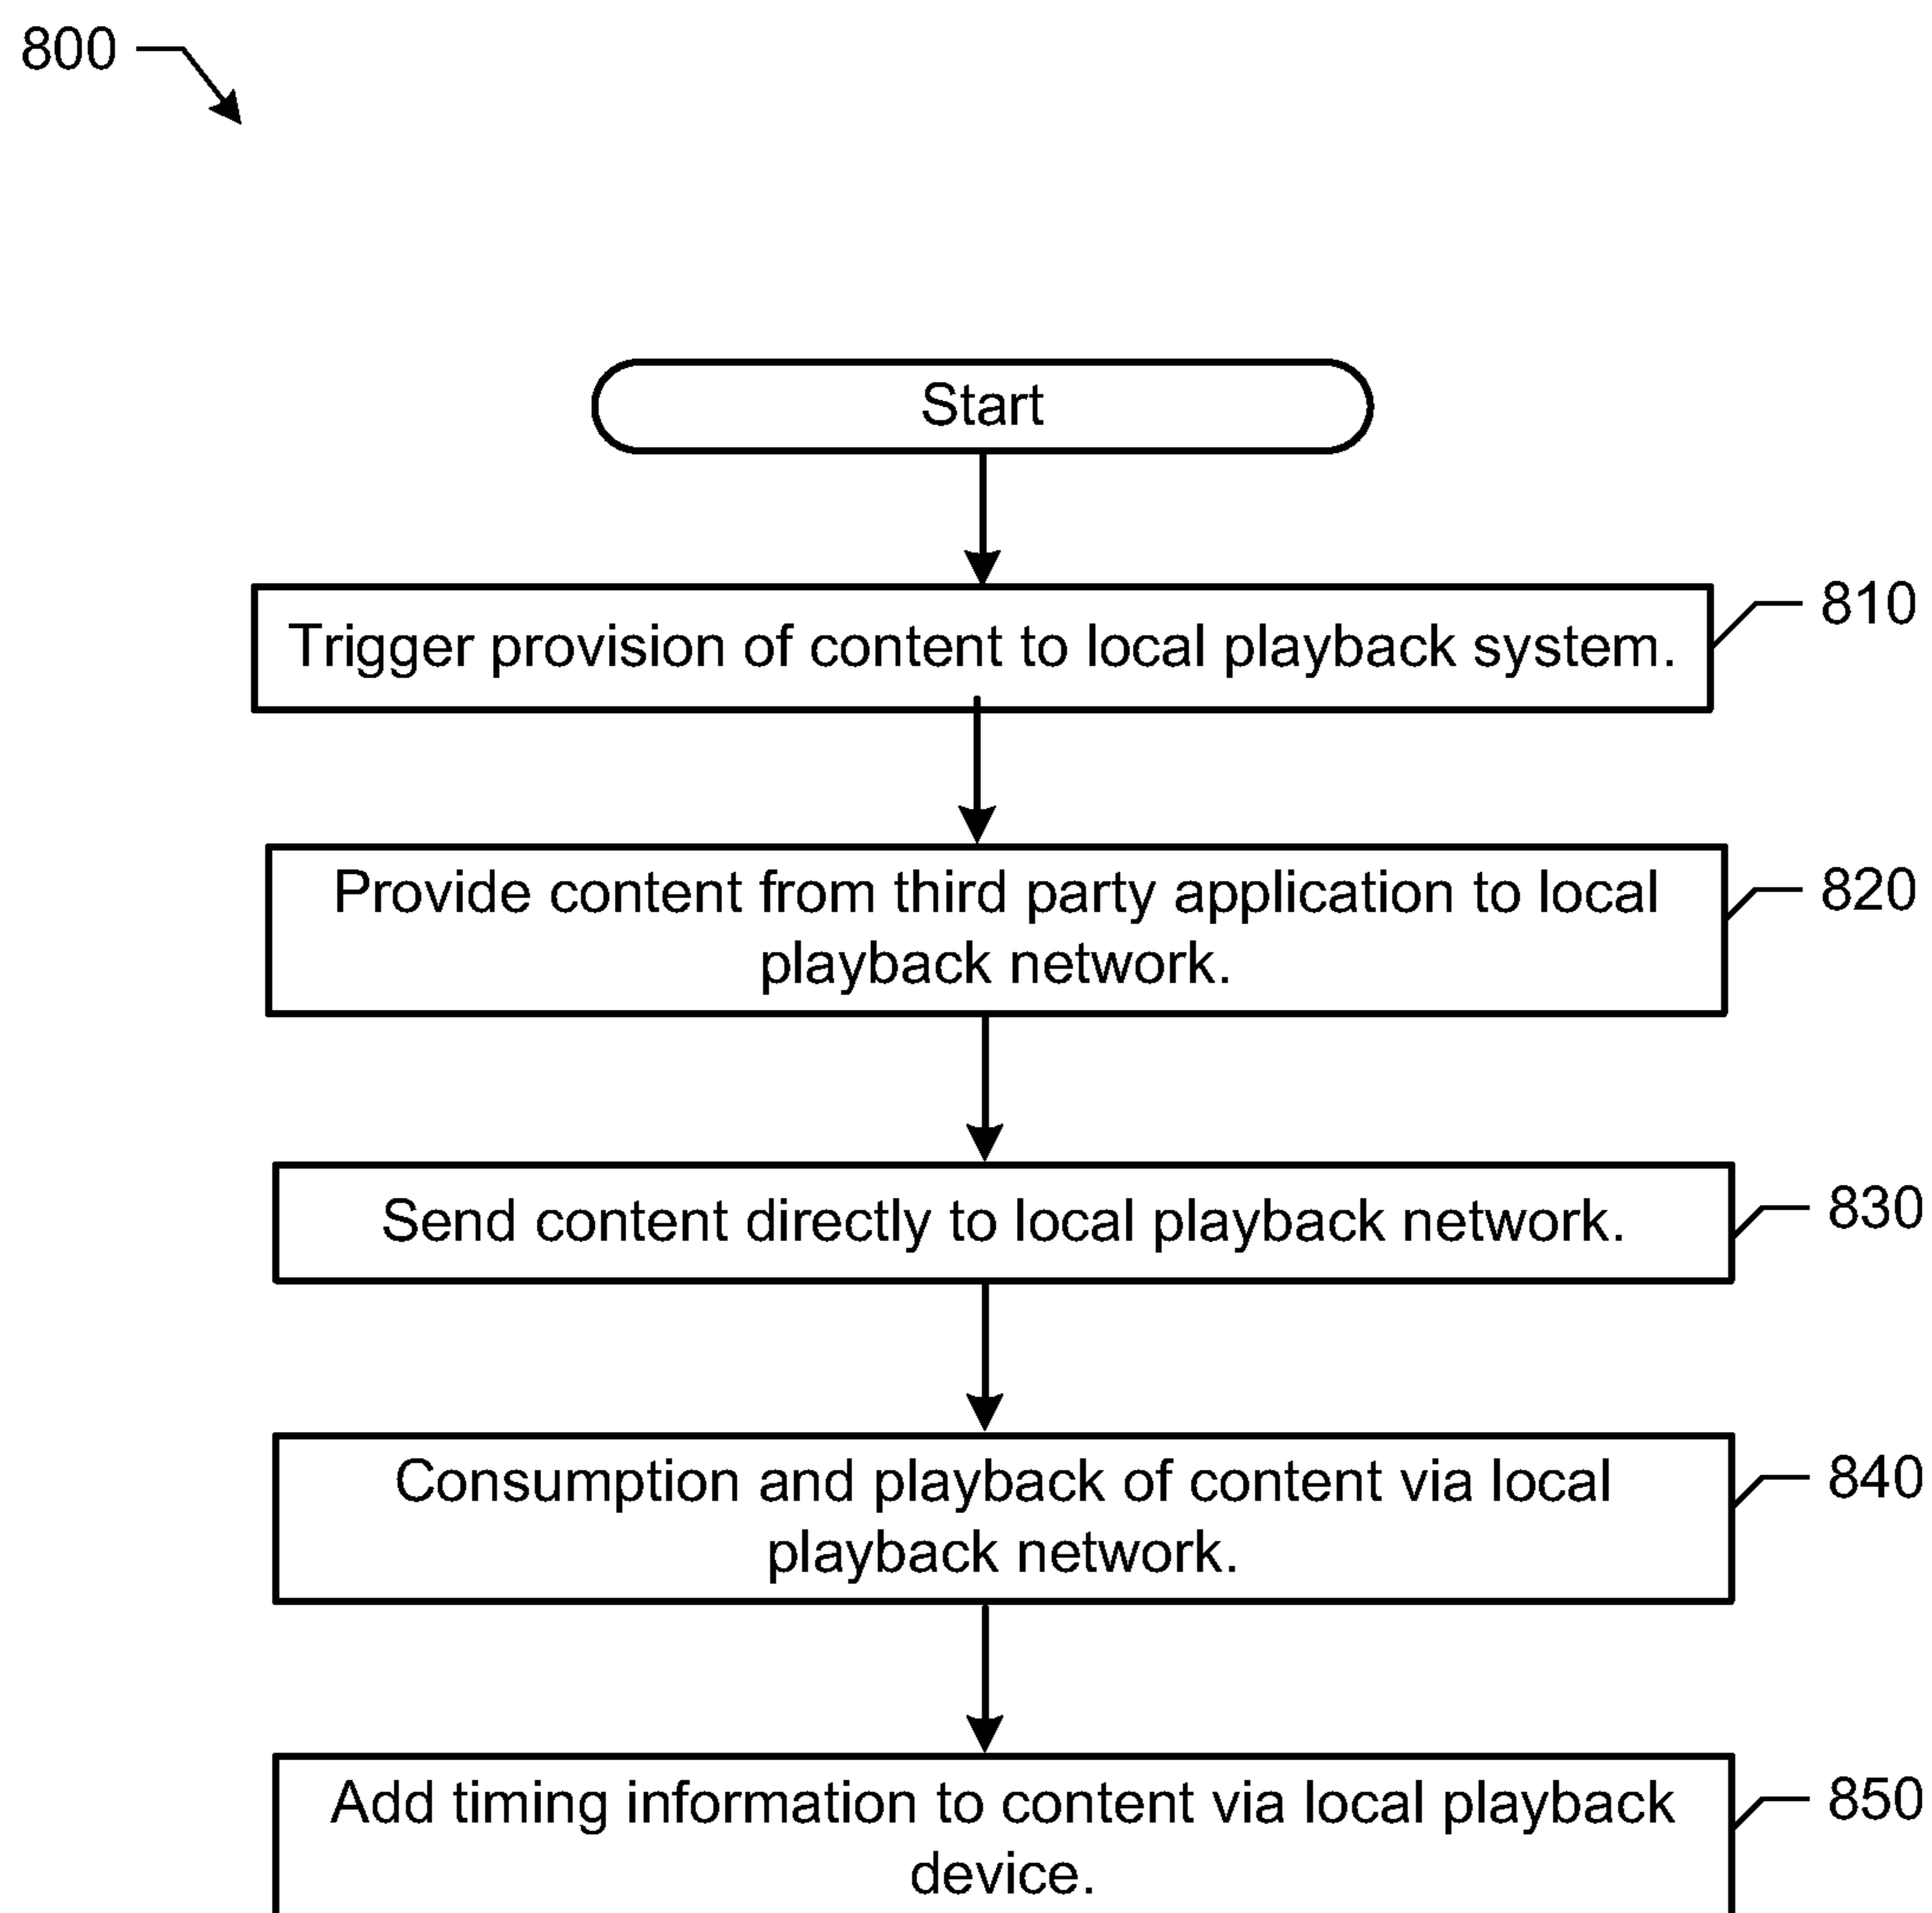 800
Start
Trigger provision of content to local playback system.
810
Provide content from third party application to local
playback network.
820
Send content directly to local playback network.
830
Consumption and playback of content via local
playback network.
840
Add timing information to content via local playback
device.
850